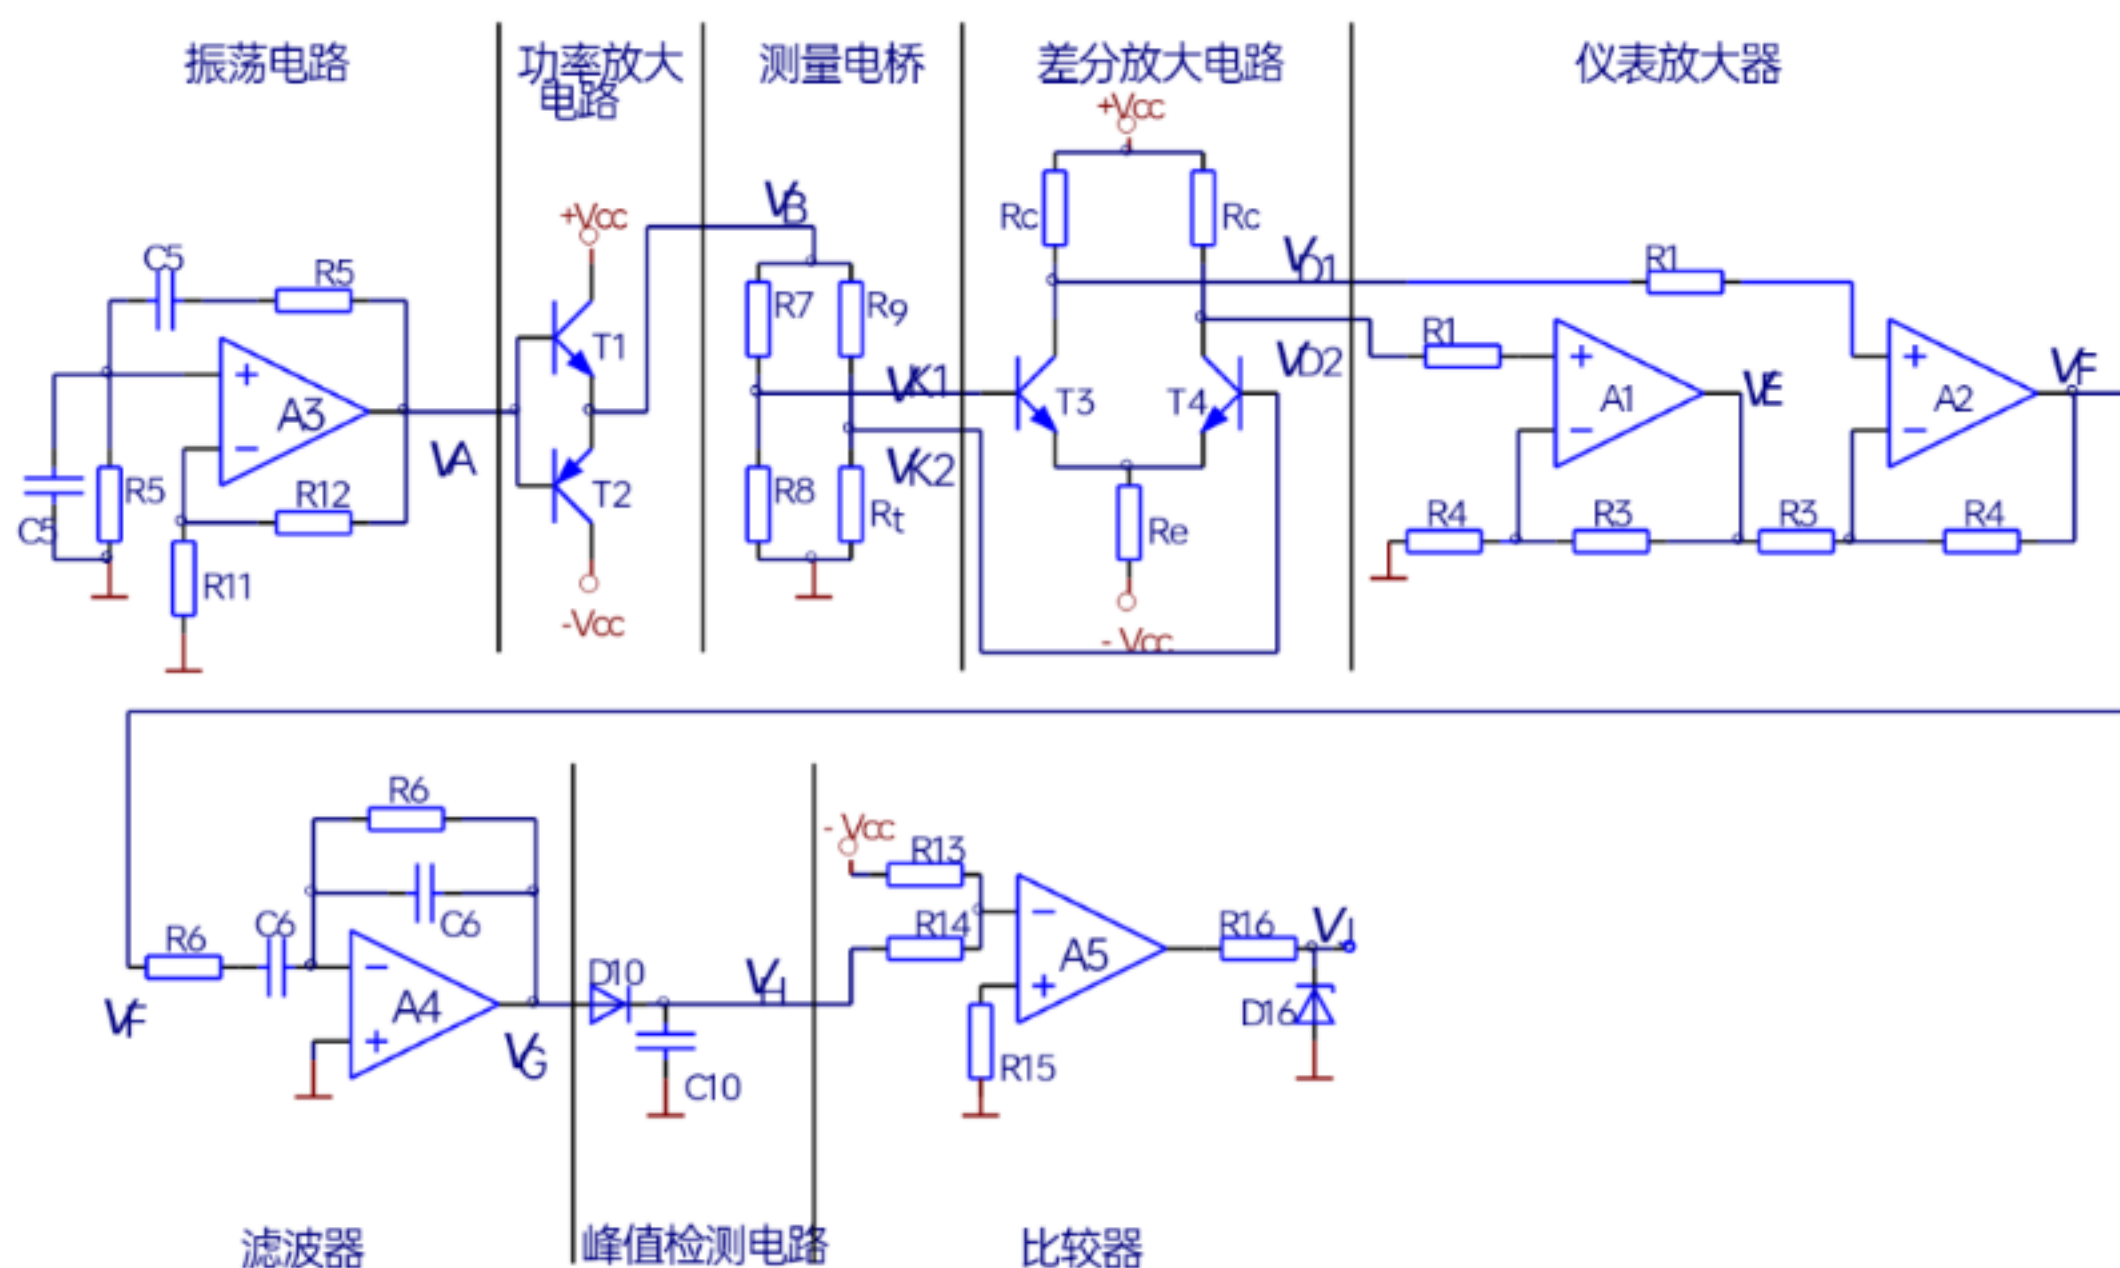 振荡电路
功率放大
电路
测量电桥
差分放大电路
仪表放大器
+Vcc
Rc
Rc
+Vcc
VB
VD1
R1
C5
R5
T1
R7
R9
R1
+
A3
−
VA
VK1
T3
T4
VD2
+
A1
−
VE
+
A2
−
VF
C5
R5
R12
T2
R8
VK2
Rt
Re
R4
R3
R3
R4
R11
-Vcc
- Vcc
R6
- Vcc
R13
C6
R6
C6
−
A4
+
VF
VG
D10
VH
C10
R14
−
A5
+
R15
R16
VJ
D16
滤波器
峰值检测电路
比较器